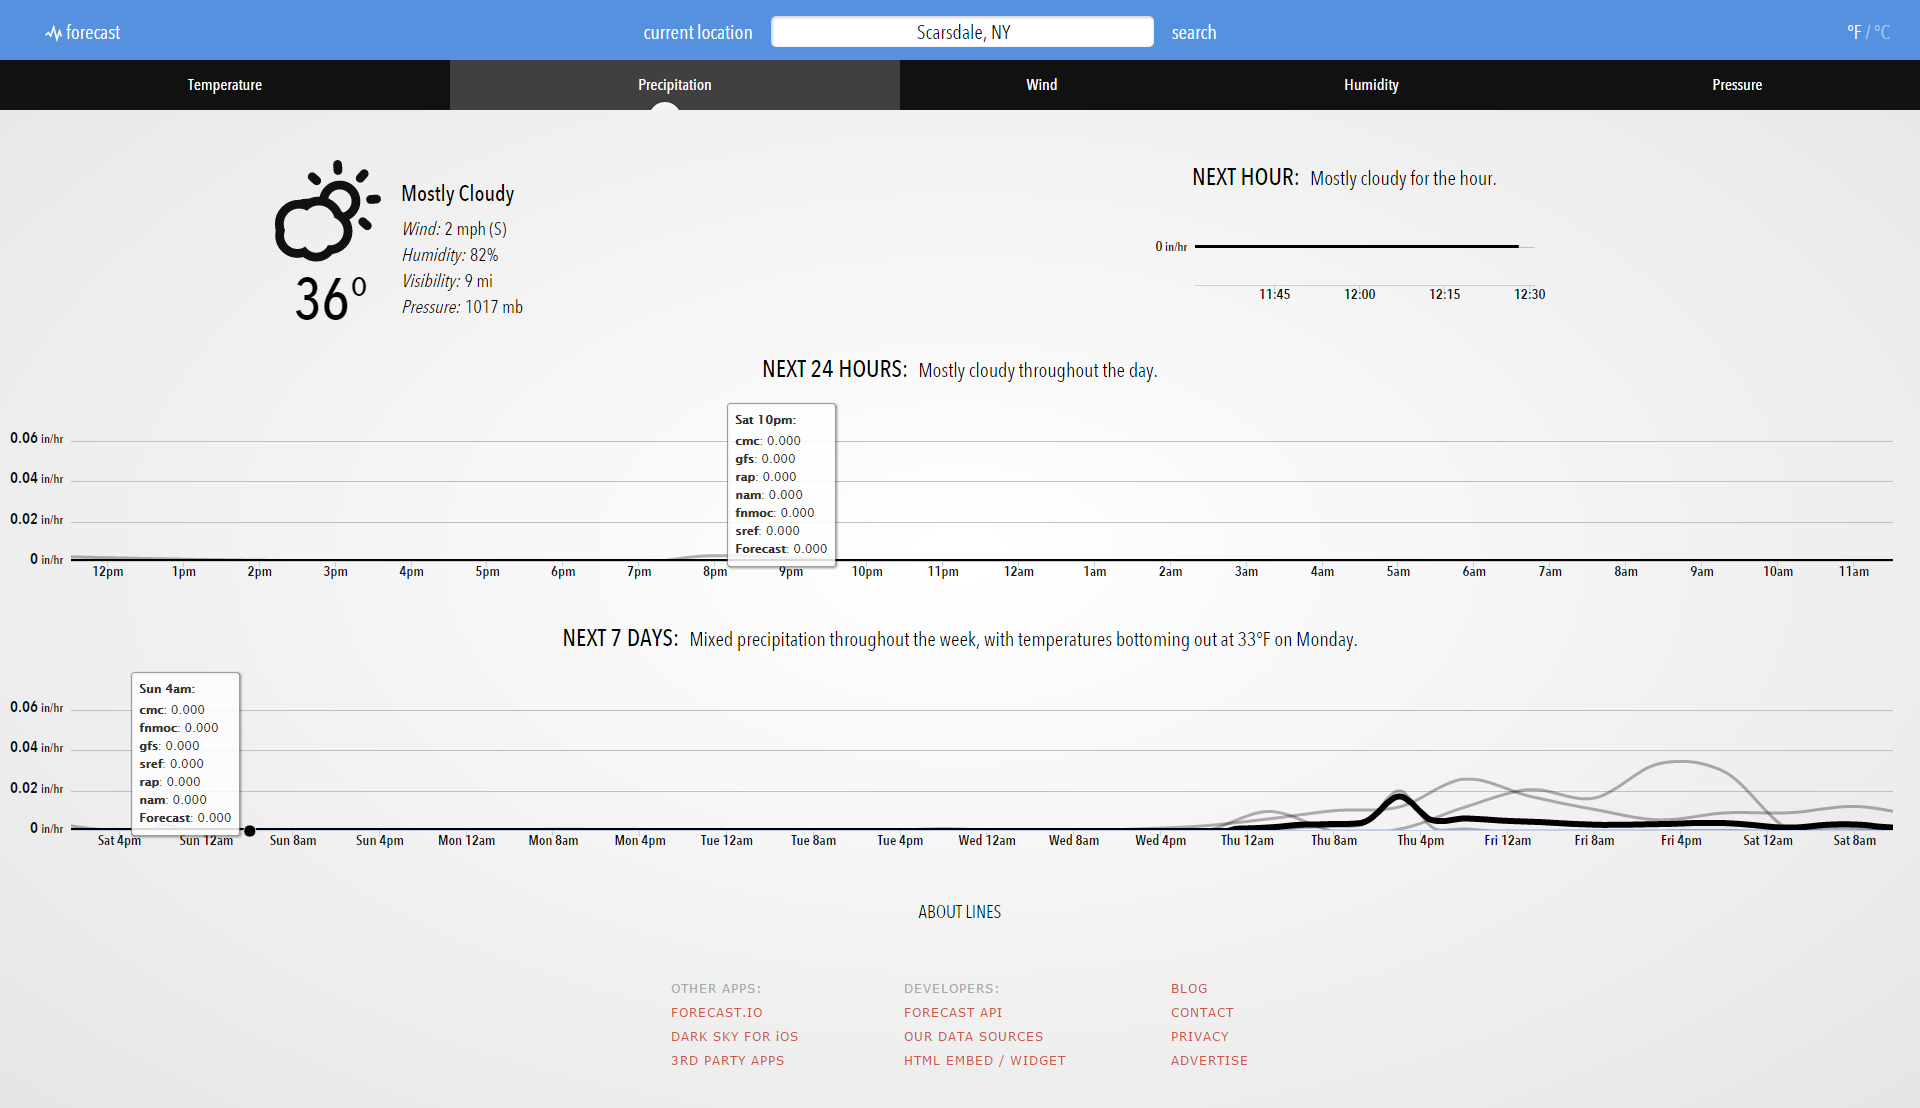 forecast
current location
Scarsdale, NY
search
°F / °C
Temperature
Precipitation
Wind
Humidity
Pressure
Mostly Cloudy
Wind: 2 mph (S)
Humidity: 82%
Visibility: 9 mi
Pressure: 1017 mb
36°
NEXT HOUR: Mostly cloudy for the hour.
0 in/hr
11:45 12:00 12:15 12:30
NEXT 24 HOURS: Mostly cloudy throughout the day.
0.06 in/hr
0.04 in/hr
0.02 in/hr
0 in/hr
Sat 10pm:
cmc: 0.000
gfs: 0.000
rap: 0.000
nam: 0.000
fnmoc: 0.000
sref: 0.000
Forecast: 0.000
12pm 1pm 2pm 3pm 4pm 5pm 6pm 7pm 8pm 9pm 10pm 11pm 12am 1am 2am 3am 4am 5am 6am 7am 8am 9am 10am 11am
NEXT 7 DAYS: Mixed precipitation throughout the week, with temperatures bottoming out at 33°F on Monday.
0.06 in/hr
0.04 in/hr
0.02 in/hr
0 in/hr
Sun 4am:
cmc: 0.000
fnmoc: 0.000
gfs: 0.000
sref: 0.000
rap: 0.000
nam: 0.000
Forecast: 0.000
Sat 4pm Sun 12am Sun 8am Sun 4pm Mon 12am Mon 8am Mon 4pm Tue 12am Tue 8am Tue 4pm Wed 12am Wed 8am Wed 4pm Thu 12am Thu 8am Thu 4pm Fri 12am Fri 8am Fri 4pm Sat 12am Sat 8am
ABOUT LINES
OTHER APPS:
FORECAST.IO
DARK SKY FOR iOS
3RD PARTY APPS
DEVELOPERS:
FORECAST API
OUR DATA SOURCES
HTML EMBED / WIDGET
BLOG
CONTACT
PRIVACY
ADVERTISE